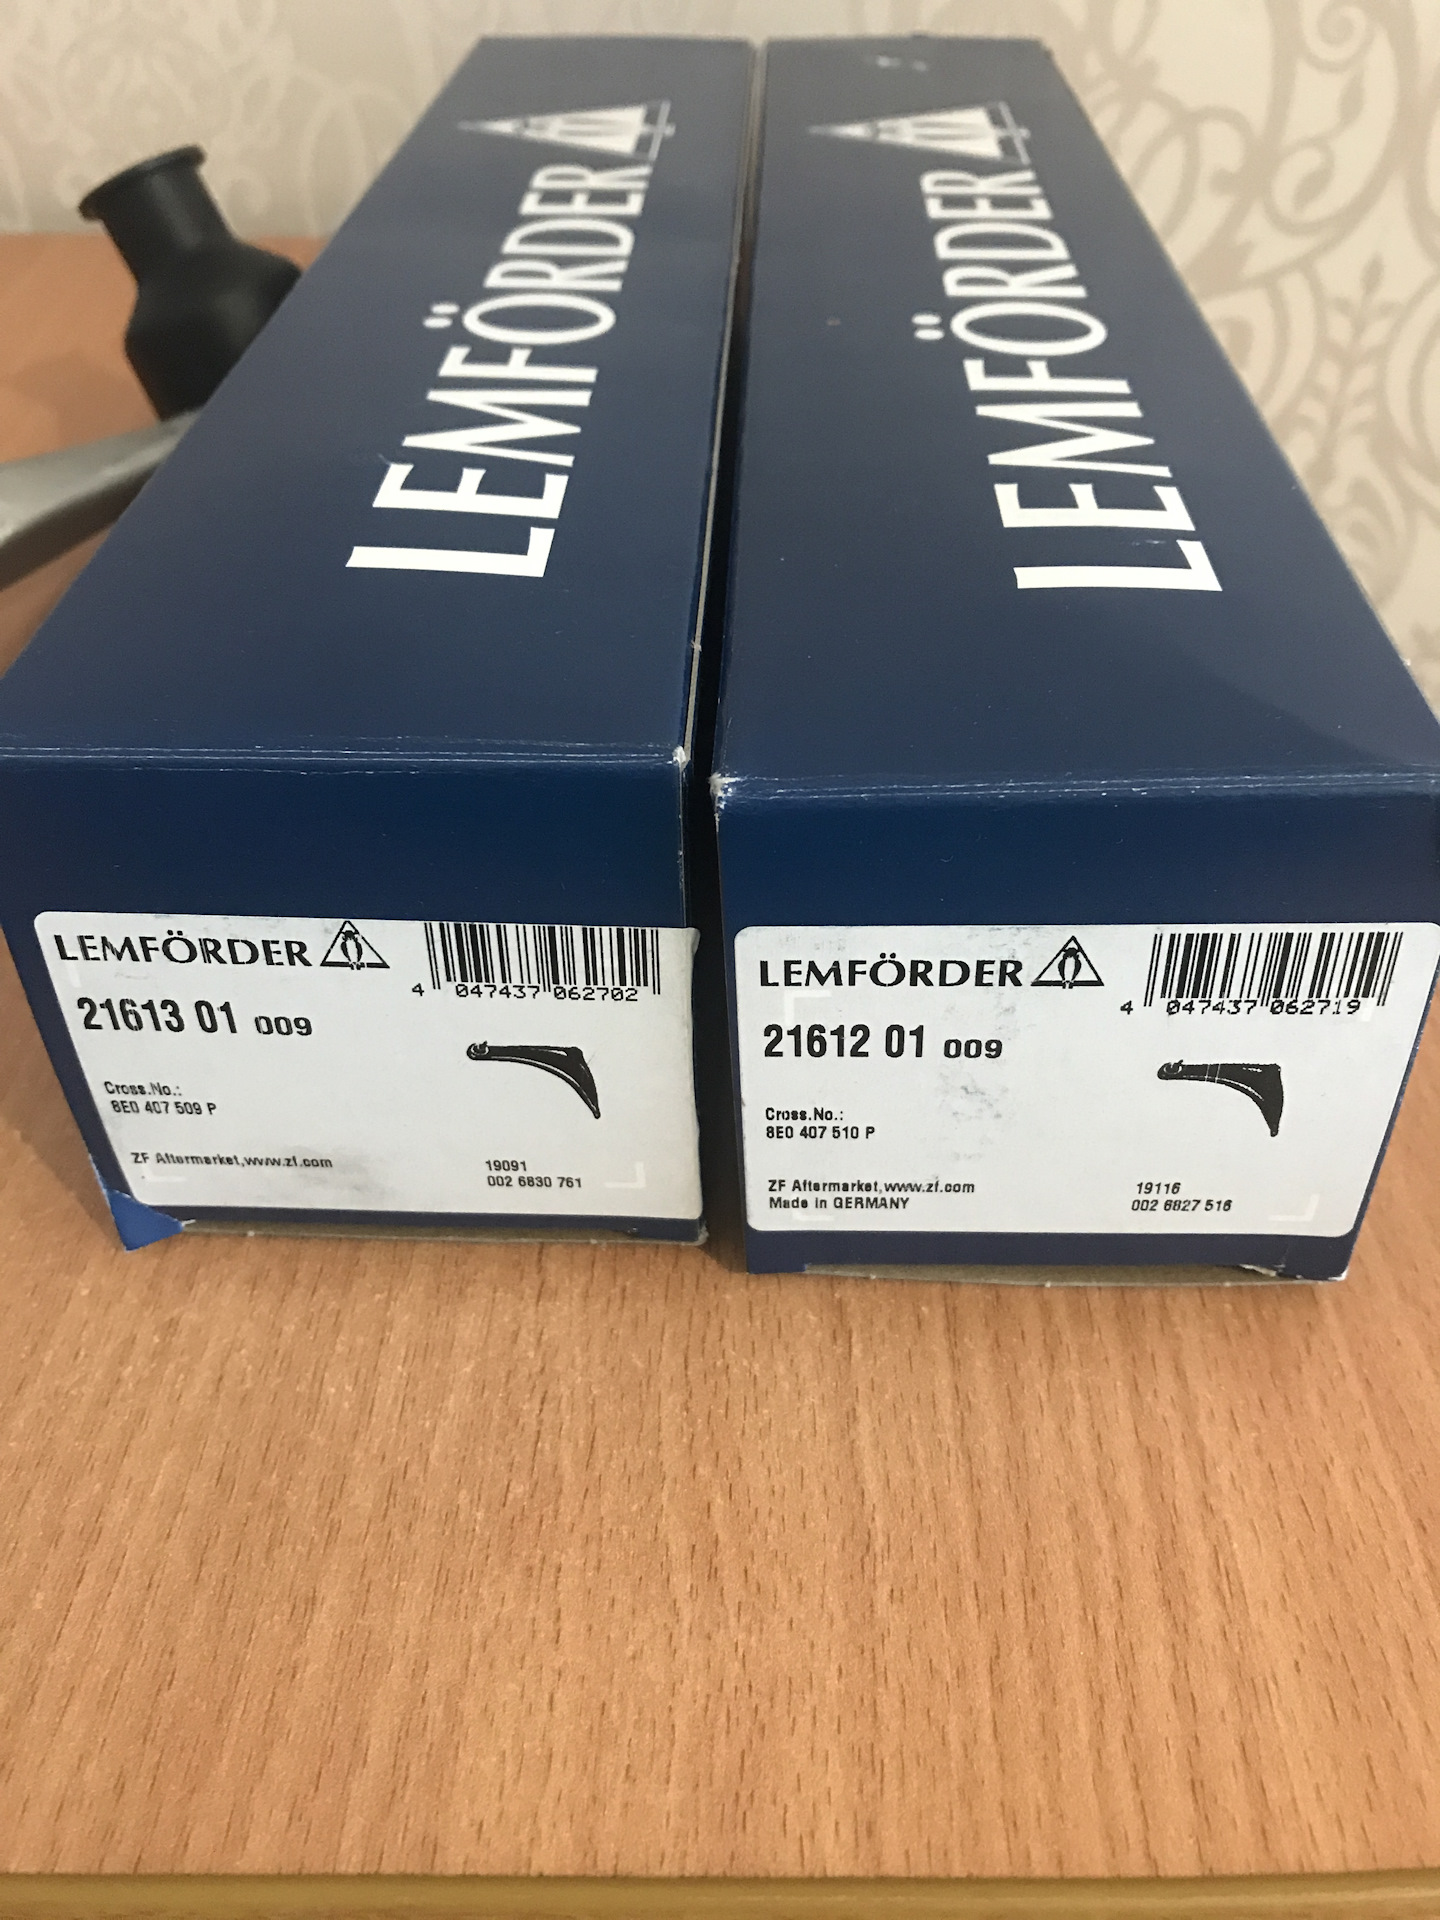 LEMFÖRDER
LEMFÖRDER
LEMFÖRDER
4 047437 062702
21613 01 009
Cross.No.:
8E0 407 509 P
ZF Aftermarket,www.zf.com
19091
002 6830 761
LEMFÖRDER
4 047437 062719
21612 01 009
Cross.No.:
8E0 407 510 P
ZF Aftermarket,www.zf.com
Made in GERMANY
19116
002 6827 516